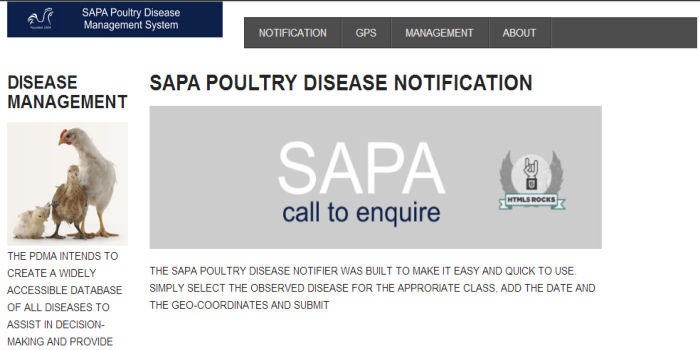 SAPA Poultry Disease
Management System
NOTIFICATION GPS MANAGEMENT ABOUT
DISEASE
MANAGEMENT
THE PDMA INTENDS TO
CREATE A WIDELY
ACCESSIBLE DATABASE
OF ALL DISEASES TO
ASSIST IN DECISION-
MAKING AND PROVIDE
SAPA POULTRY DISEASE NOTIFICATION
SAPA
call to enquire
HTML5 ROCKS
THE SAPA POULTRY DISEASE NOTIFIER WAS BUILT TO MAKE IT EASY AND QUICK TO USE.
SIMPLY SELECT THE OBSERVED DISEASE FOR THE APPRORIATE CLASS, ADD THE DATE AND
THE GEO-COORDINATES AND SUBMIT